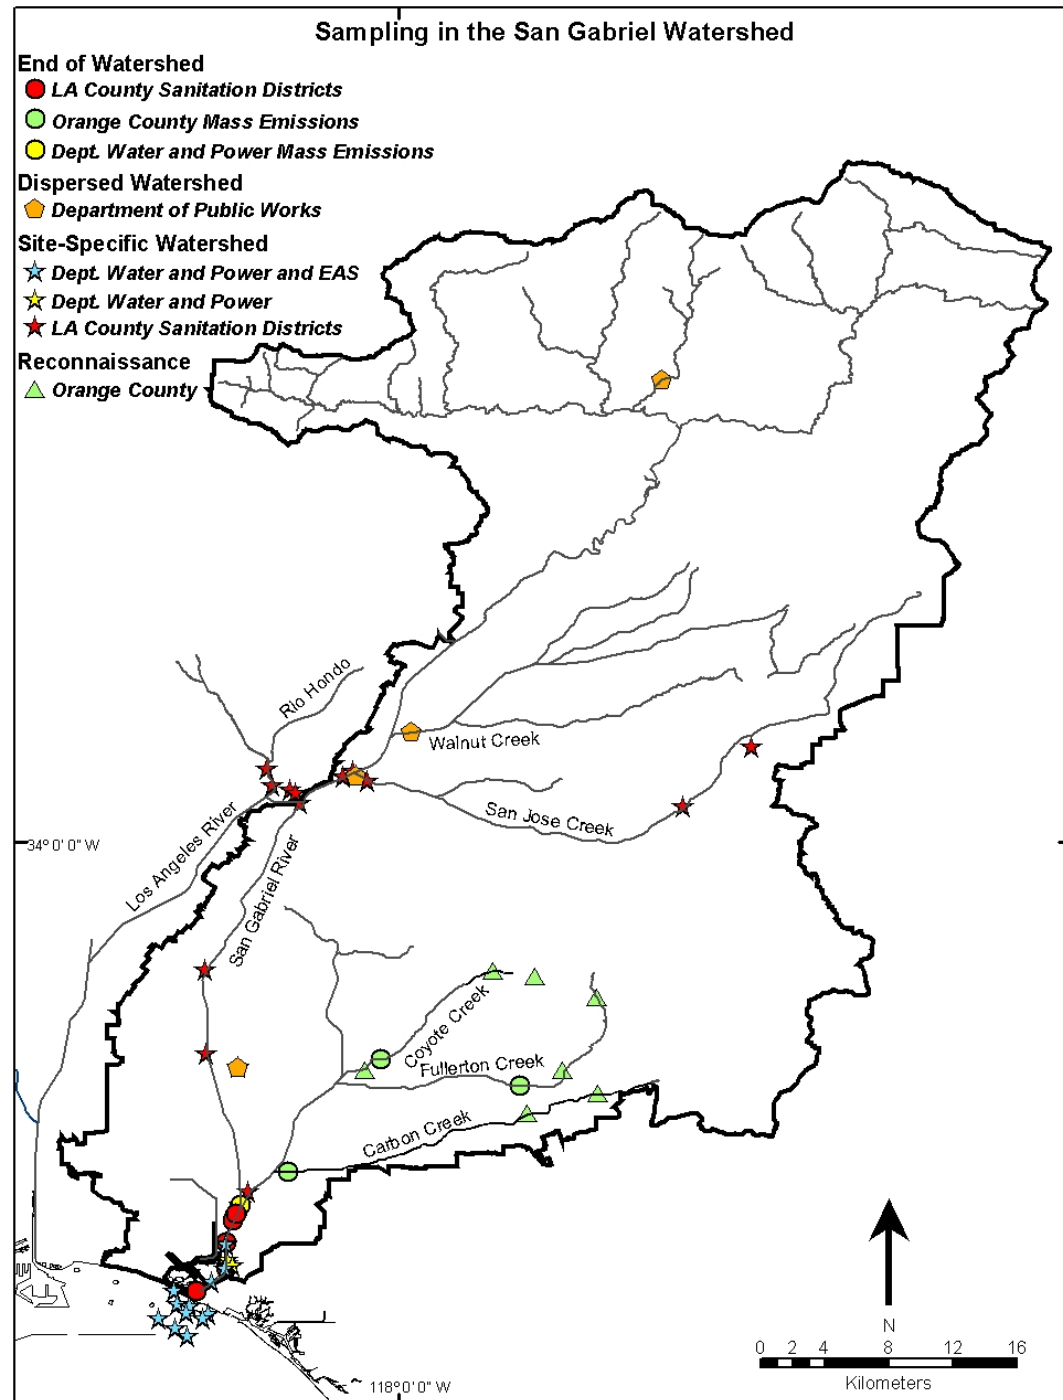 Sampling in the San Gabriel Watershed
End of Watershed
LA County Sanitation Districts
Orange County Mass Emissions
Dept. Water and Power Mass Emissions
Dispersed Watershed
Department of Public Works
Site-Specific Watershed
Dept. Water and Power and EAS
Dept. Water and Power
LA County Sanitation Districts
Reconnaissance
Orange County
Rio Hondo
Walnut Creek
San Jose Creek
Los Angeles River
34°0'0" W
San Gabriel River
Coyote Creek
Fullerton Creek
Carbon Creek
N
0 2 4 8 12 16
Kilometers
118°0'0" W